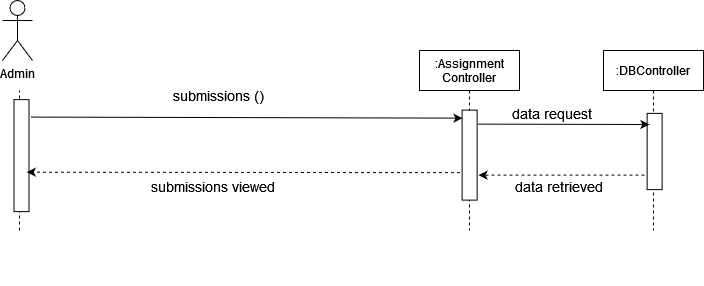 Admin
:Assignment
Controller
:DBController
submissions ()
data request
submissions viewed
data retrieved